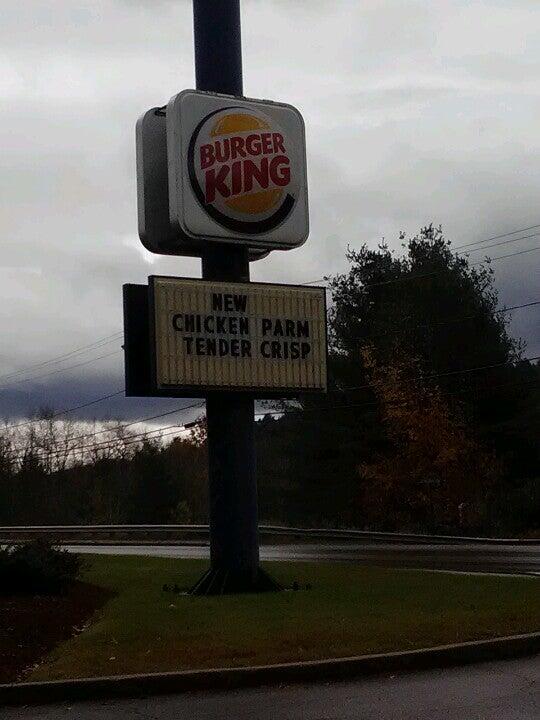 BURGER
KING
NEW
CHICKEN PARM
TENDER CRISP